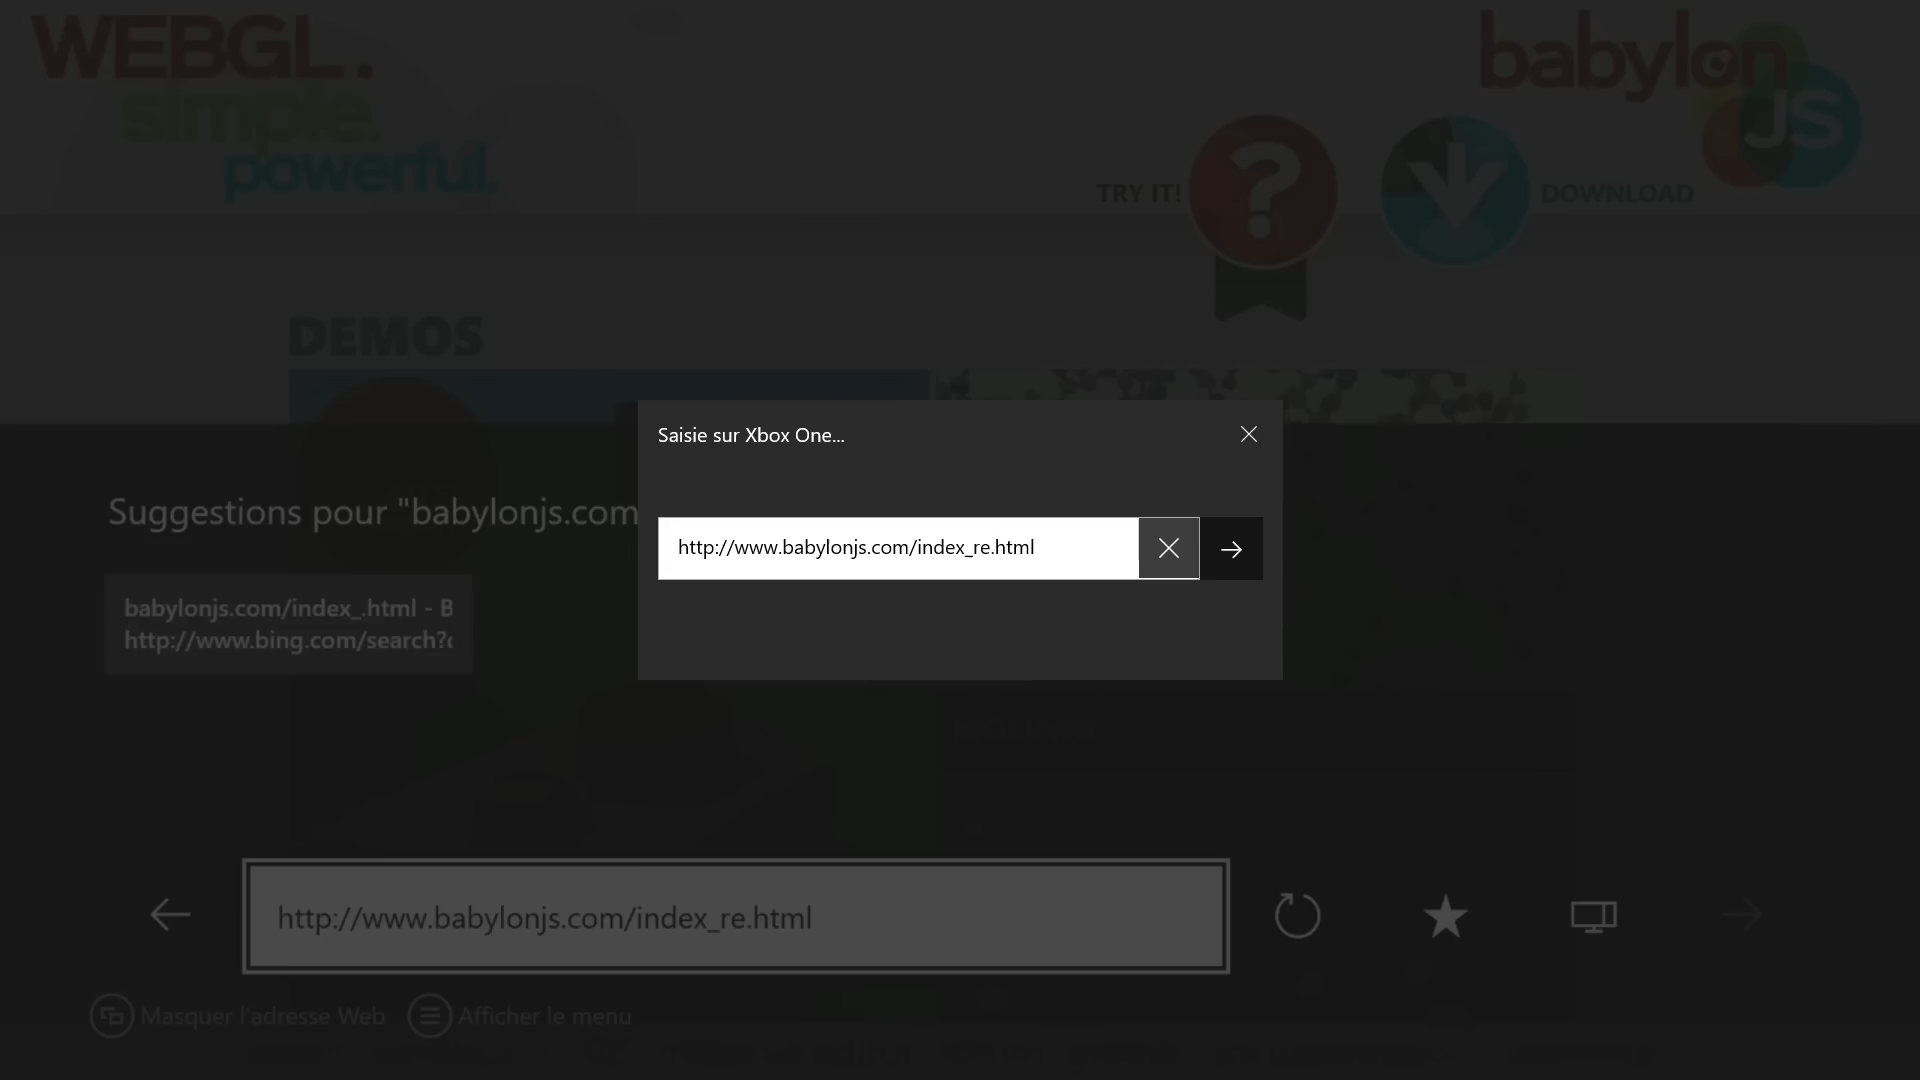 WEBGL.
simple.
powerful.
babylon
JS
TRY IT!
?
DOWNLOAD
DEMOS
Saisie sur Xbox One...
Suggestions pour "babylonjs.com
http://www.babylonjs.com/index_re.html
babylonjs.com/index_.html - B
http://www.bing.com/search?
http://www.babylonjs.com/index_re.html
Masquer l'adresse Web
Afficher le menu